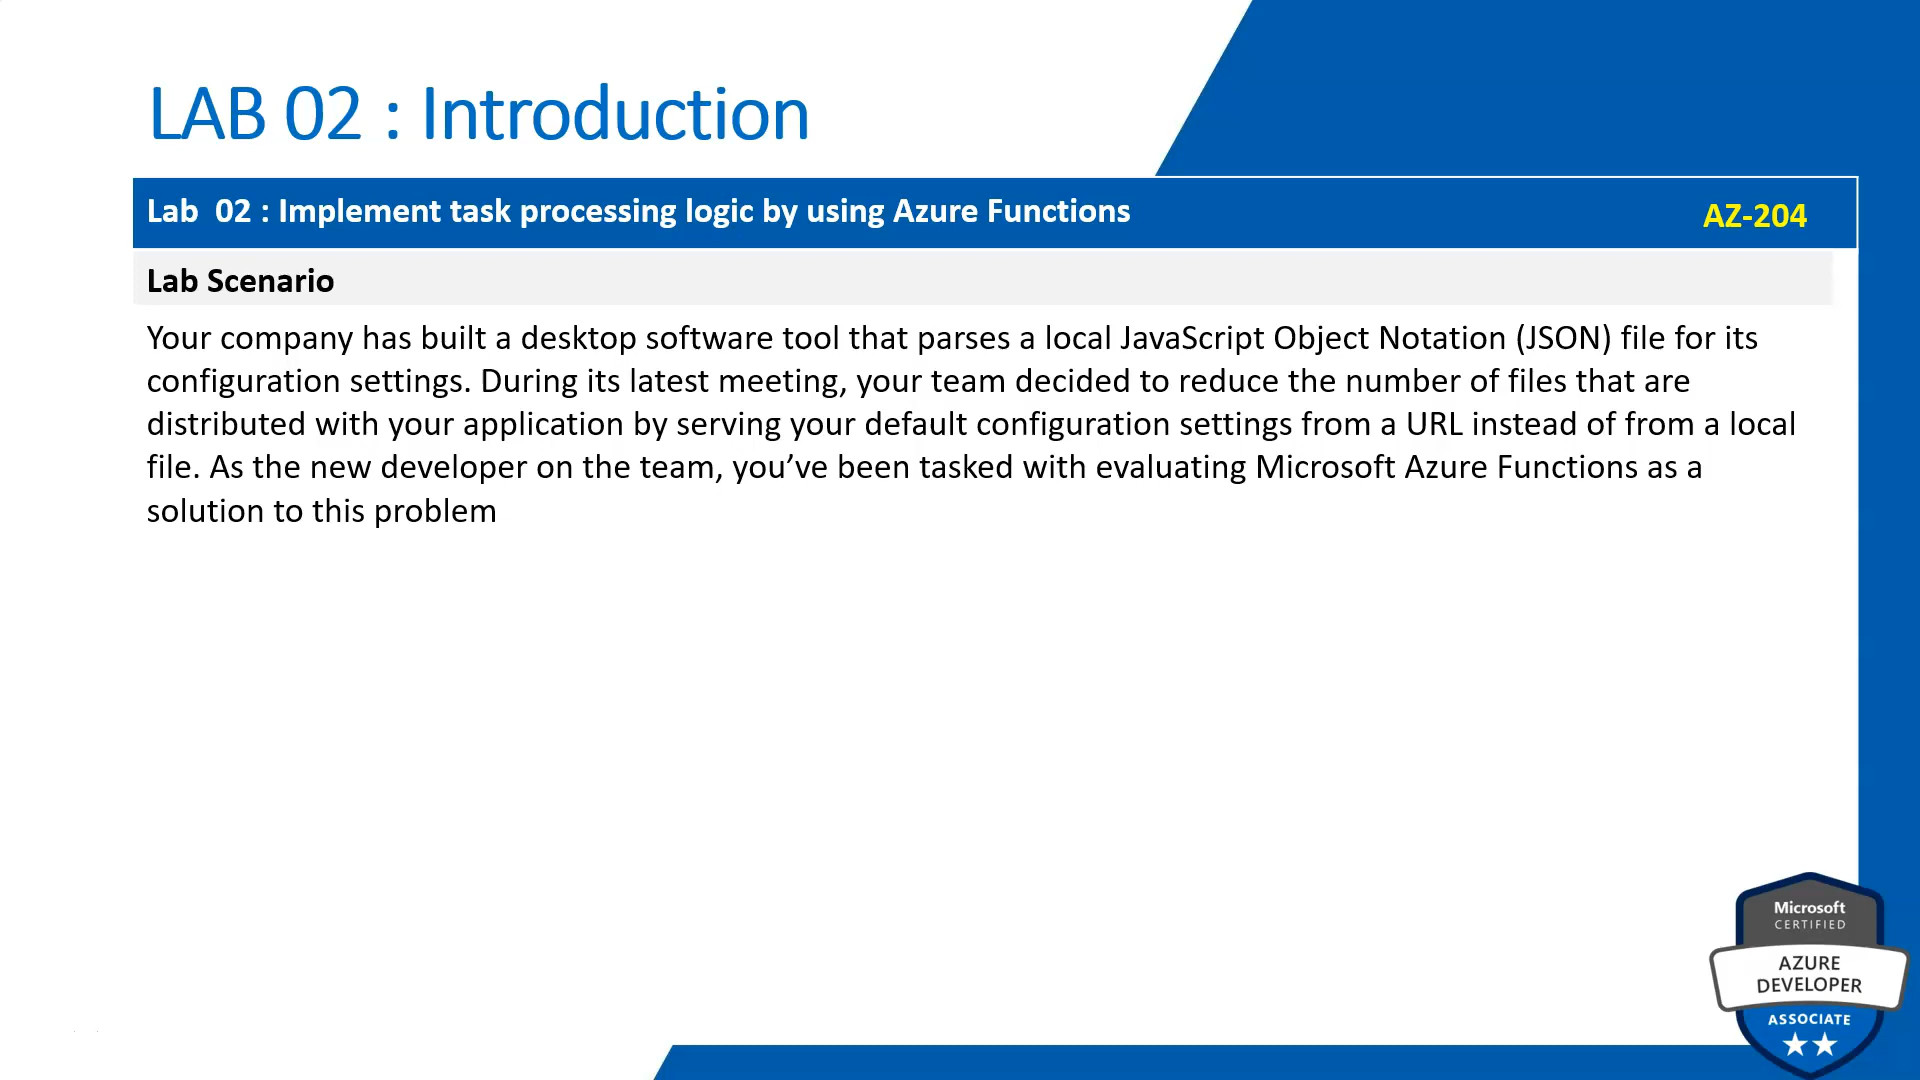 LAB 02 : Introduction
Lab  02 : Implement task processing logic by using Azure Functions
AZ-204
Lab Scenario
Your company has built a desktop software tool that parses a local JavaScript Object Notation (JSON) file for its
configuration settings. During its latest meeting, your team decided to reduce the number of files that are
distributed with your application by serving your default configuration settings from a URL instead of from a local
file. As the new developer on the team, you’ve been tasked with evaluating Microsoft Azure Functions as a
solution to this problem
Microsoft
CERTIFIED
AZURE
DEVELOPER
ASSOCIATE